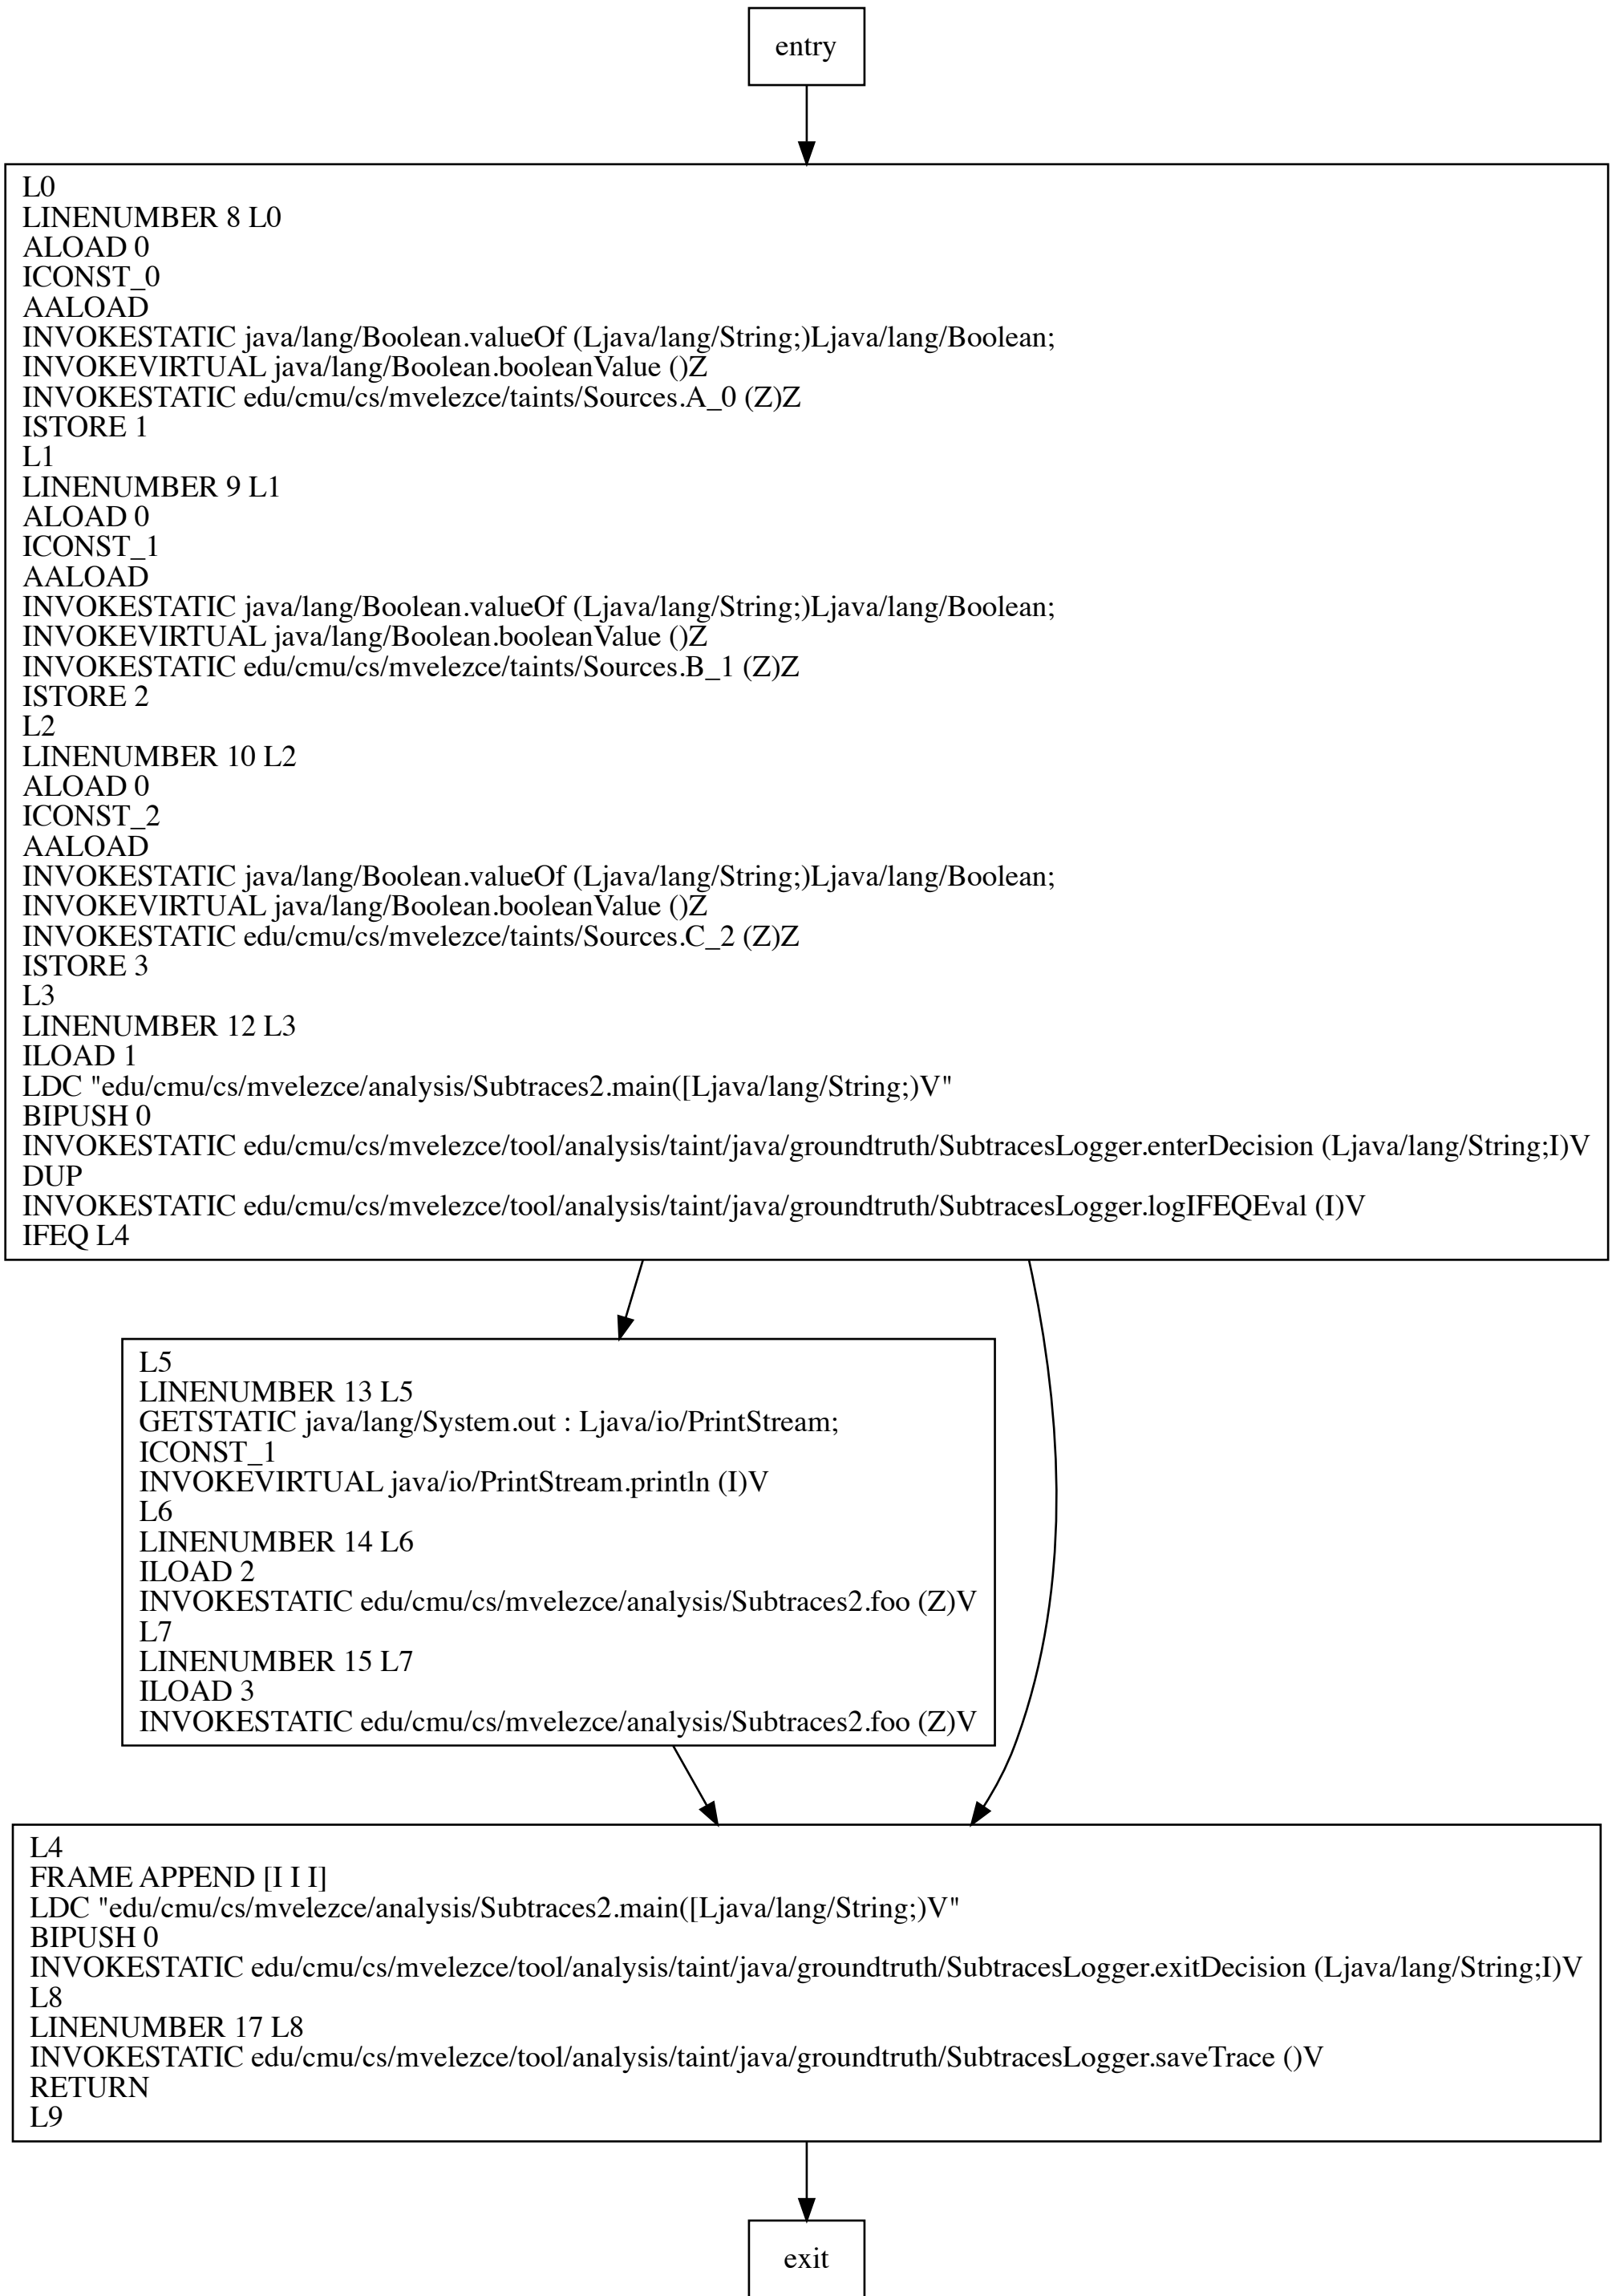 entry
L0
LINENUMBER 8 L0
ALOAD 0
ICONST_0
AALOAD
INVOKESTATIC java/lang/Boolean.valueOf (Ljava/lang/String;)Ljava/lang/Boolean;
INVOKEVIRTUAL java/lang/Boolean.booleanValue ()Z
INVOKESTATIC edu/cmu/cs/mvelezce/taints/Sources.A_0 (Z)Z
ISTORE 1
L1
LINENUMBER 9 L1
ALOAD 0
ICONST_1
AALOAD
INVOKESTATIC java/lang/Boolean.valueOf (Ljava/lang/String;)Ljava/lang/Boolean;
INVOKEVIRTUAL java/lang/Boolean.booleanValue ()Z
INVOKESTATIC edu/cmu/cs/mvelezce/taints/Sources.B_1 (Z)Z
ISTORE 2
L2
LINENUMBER 10 L2
ALOAD 0
ICONST_2
AALOAD
INVOKESTATIC java/lang/Boolean.valueOf (Ljava/lang/String;)Ljava/lang/Boolean;
INVOKEVIRTUAL java/lang/Boolean.booleanValue ()Z
INVOKESTATIC edu/cmu/cs/mvelezce/taints/Sources.C_2 (Z)Z
ISTORE 3
L3
LINENUMBER 12 L3
ILOAD 1
LDC "edu/cmu/cs/mvelezce/analysis/Subtraces2.main([Ljava/lang/String;)V"
BIPUSH 0
INVOKESTATIC edu/cmu/cs/mvelezce/tool/analysis/taint/java/groundtruth/SubtracesLogger.enterDecision (Ljava/lang/String;I)V
DUP
INVOKESTATIC edu/cmu/cs/mvelezce/tool/analysis/taint/java/groundtruth/SubtracesLogger.logIFEQEval (I)V
IFEQ L4
L5
LINENUMBER 13 L5
GETSTATIC java/lang/System.out : Ljava/io/PrintStream;
ICONST_1
INVOKEVIRTUAL java/io/PrintStream.println (I)V
L6
LINENUMBER 14 L6
ILOAD 2
INVOKESTATIC edu/cmu/cs/mvelezce/analysis/Subtraces2.foo (Z)V
L7
LINENUMBER 15 L7
ILOAD 3
INVOKESTATIC edu/cmu/cs/mvelezce/analysis/Subtraces2.foo (Z)V
L4
FRAME APPEND [I I I]
LDC "edu/cmu/cs/mvelezce/analysis/Subtraces2.main([Ljava/lang/String;)V"
BIPUSH 0
INVOKESTATIC edu/cmu/cs/mvelezce/tool/analysis/taint/java/groundtruth/SubtracesLogger.exitDecision (Ljava/lang/String;I)V
L8
LINENUMBER 17 L8
INVOKESTATIC edu/cmu/cs/mvelezce/tool/analysis/taint/java/groundtruth/SubtracesLogger.saveTrace ()V
RETURN
L9
exit